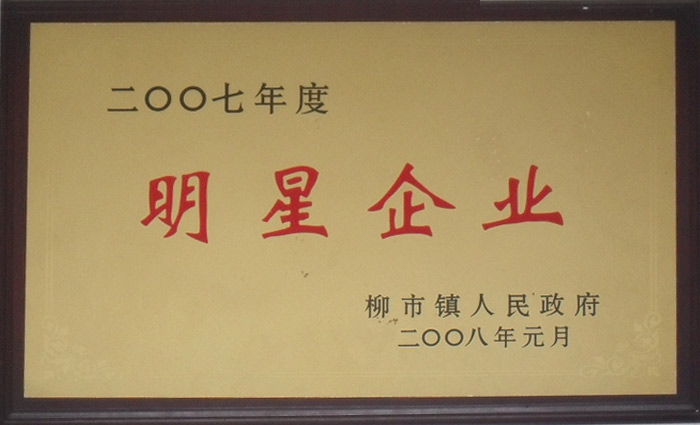 二〇〇七年度
明星企业
柳市镇人民政府
二〇〇八年元月